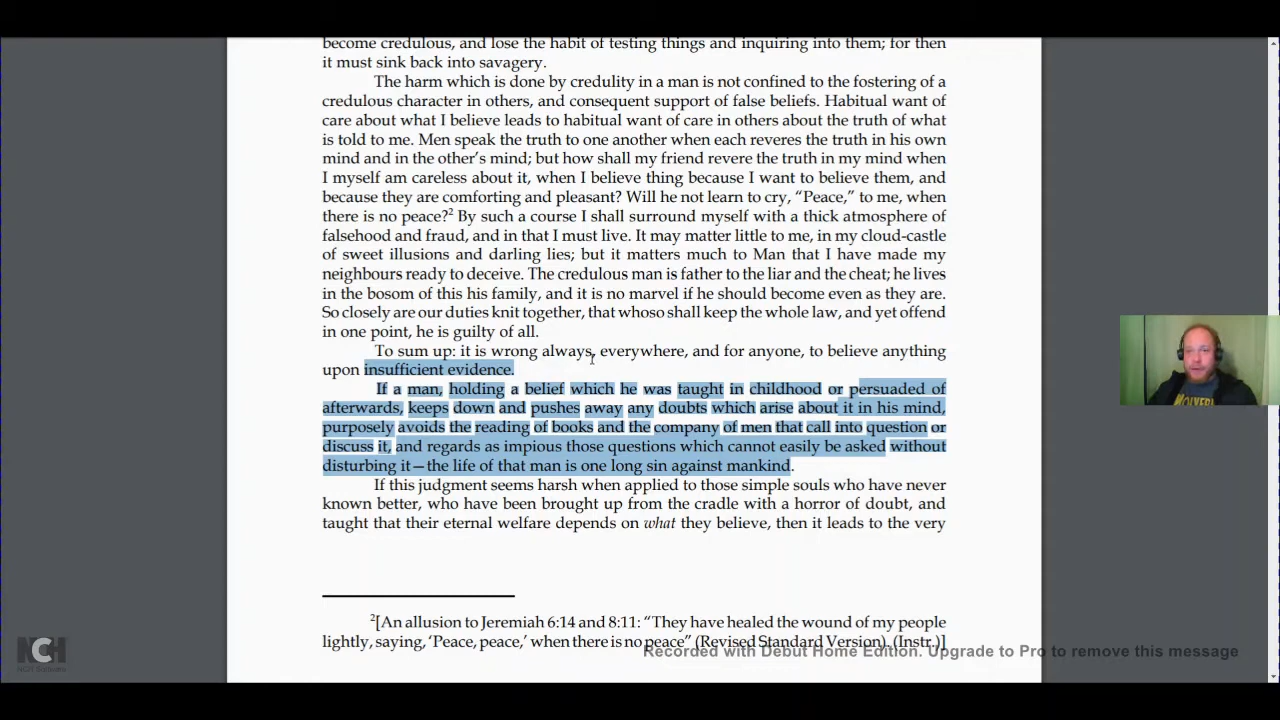 become credulous, and lose the habit of testing things and inquiring into them; for then
it must sink back into savagery.
The harm which is done by credulity in a man is not confined to the fostering of a
credulous character in others, and consequent support of false beliefs. Habitual want of
care about what I believe leads to habitual want of care in others about the truth of what
is told to me. Men speak the truth to one another when each reveres the truth in his own
mind and in the other's mind; but how shall my friend revere the truth in my mind when
I myself am careless about it, when I believe thing because I want to believe them, and
because they are comforting and pleasant? Will he not learn to cry, “Peace,” to me, when
there is no peace?² By such a course I shall surround myself with a thick atmosphere of
falsehood and fraud, and in that I must live. It may matter little to me, in my cloud-castle
of sweet illusions and darling lies; but it matters much to Man that I have made my
neighbours ready to deceive. The credulous man is father to the liar and the cheat; he lives
in the bosom of this his family, and it is no marvel if he should become even as they are.
So closely are our duties knit together, that whoso shall keep the whole law, and yet offend
in one point, he is guilty of all.
To sum up: it is wrong always, everywhere, and for anyone, to believe anything
upon insufficient evidence.
If a man, holding a belief which he was taught in childhood or persuaded of
afterwards, keeps down and pushes away any doubts which arise about it in his mind,
purposely avoids the reading of books and the company of men that call into question or
discuss it, and regards as impious those questions which cannot easily be asked without
disturbing it—the life of that man is one long sin against mankind.
If this judgment seems harsh when applied to those simple souls who have never
known better, who have been brought up from the cradle with a horror of doubt, and
taught that their eternal welfare depends on what they believe, then it leads to the very
²[An allusion to Jeremiah 6:14 and 8:11: “They have healed the wound of my people
lightly, saying, ‘Peace, peace,’ when there is no peace” (Revised Standard Version). (Instr.)]
Recorded with Debut Home Edition. Upgrade to Pro to remove this message
NCH
NCH Software